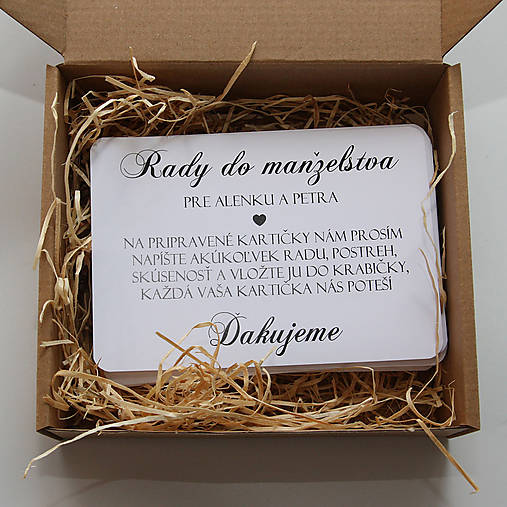 Rady do manželstva
PRE ALENKU A PETRA
NA PRIPRAVENÉ KARTIČKY NÁM PROSÍM
NAPÍŠTE AKÚKOĽVEK RADU, POSTREH,
SKÚSENOSŤ A VLOŽTE JU DO KRABIČKY,
KAŽDÁ VAŠA KARTIČKA NÁS POTEŠÍ
Ďakujeme